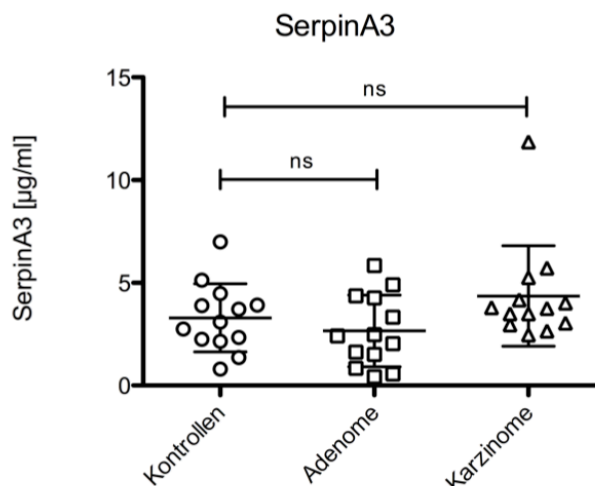 SerpinA3
SerpinA3 [µg/ml]
15
10
5
0
ns
ns
Kontrollen
Adenome
Karzinome